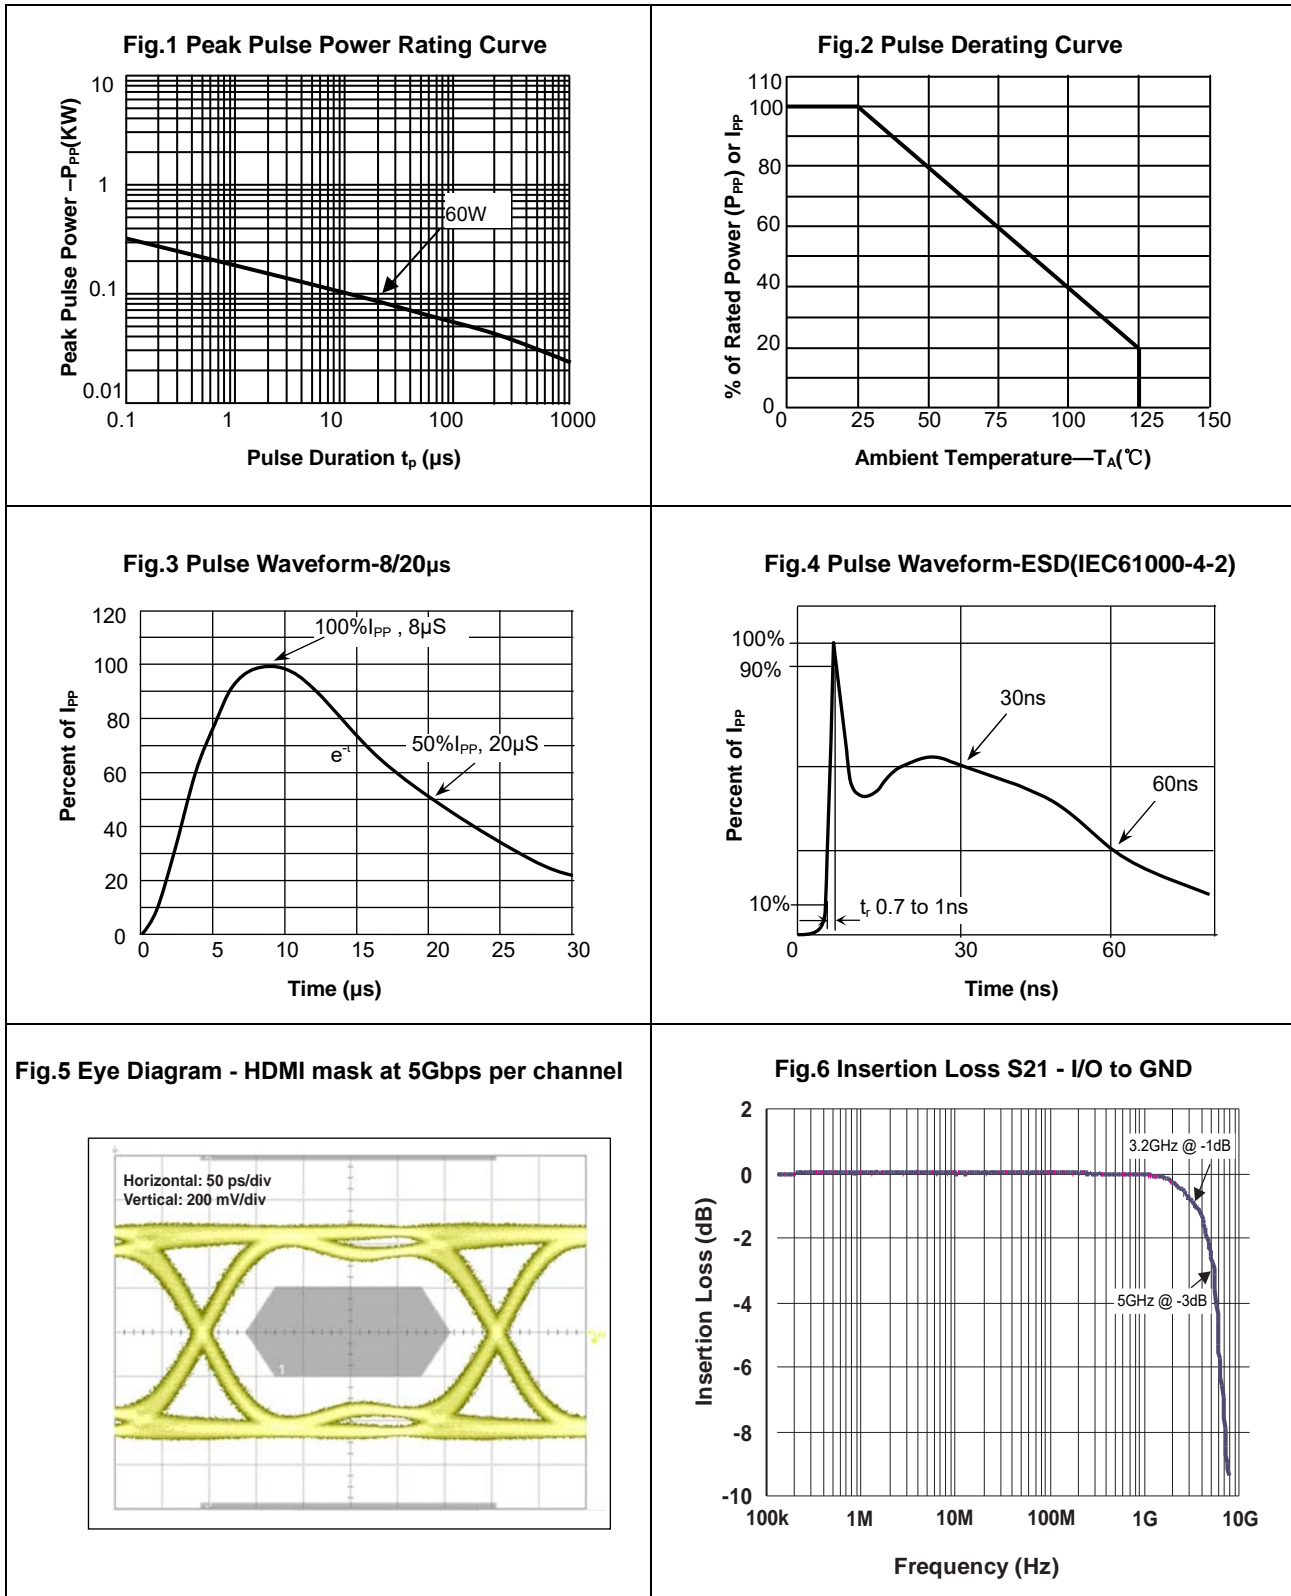 Fig.1 Peak Pulse Power Rating Curve
Peak Pulse Power –PPP(KW)
10
1
0.1
0.01
60W
0.1 1 10 100 1000
Pulse Duration tp (µs)
Fig.2 Pulse Derating Curve
% of Rated Power (PPP) or IPP
110
100
80
60
40
20
0
0 25 50 75 100 125 150
Ambient Temperature—TA(℃)
Fig.3 Pulse Waveform-8/20µs
Percent of IPP
120
100
80
60
40
20
0
100%IPP , 8µS
e-t
50%IPP, 20µS
0 5 10 15 20 25 30
Time (µs)
Fig.4 Pulse Waveform-ESD(IEC61000-4-2)
Percent of IPP
100%
90%
10%
30ns
60ns
tr 0.7 to 1ns
0 30 60
Time (ns)
Fig.5 Eye Diagram - HDMI mask at 5Gbps per channel
Horizontal: 50 ps/div
Vertical: 200 mV/div
1
Fig.6 Insertion Loss S21 - I/O to GND
Insertion Loss (dB)
2
0
-2
-4
-6
-8
-10
3.2GHz @ -1dB
5GHz @ -3dB
100k 1M 10M 100M 1G 10G
Frequency (Hz)